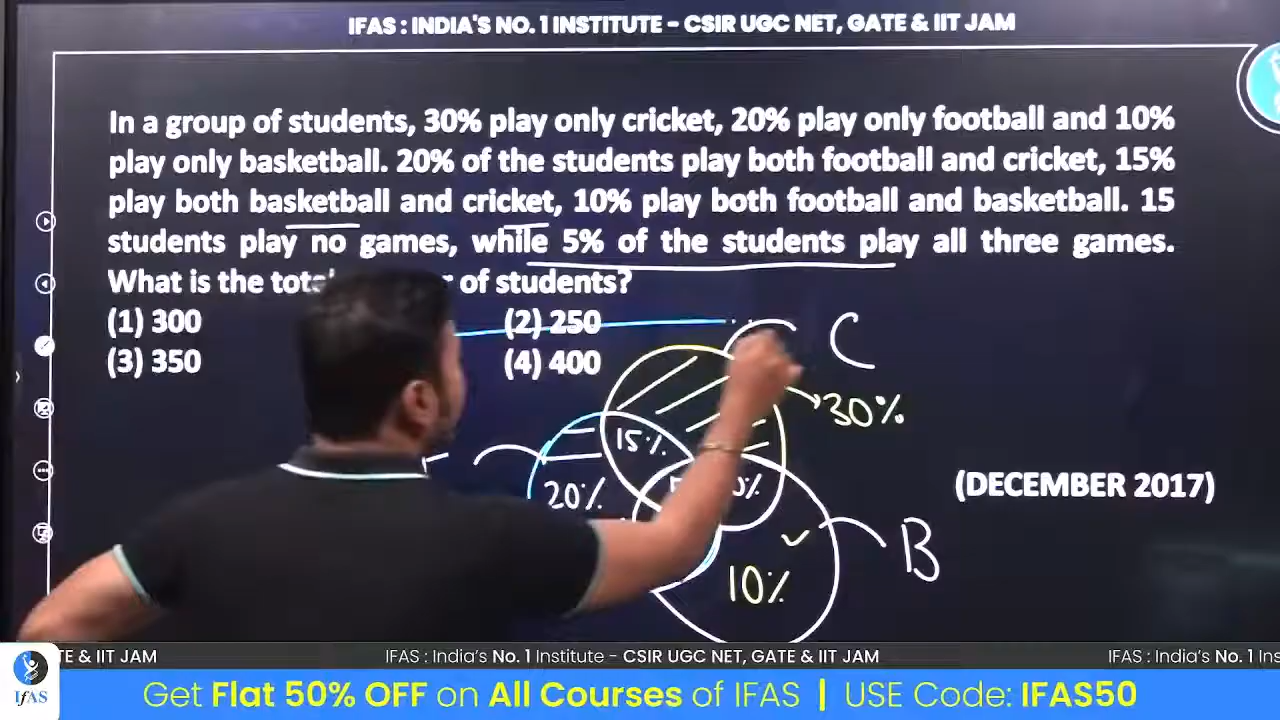 IFAS : INDIA'S NO. 1 INSTITUTE - CSIR UGC NET, GATE & IIT JAM
In a group of students, 30% play only cricket, 20% play only football and 10%
play only basketball. 20% of the students play both football and cricket, 15%
play both basketball and cricket, 10% play both football and basketball. 15
students play no games, while 5% of the students play all three games.
What is the of students?
(1) 300 (2) 250
(3) 350 (4) 400
C
30%
15%
20%
(DECEMBER 2017)
B
10%
TE & IIT JAM IFAS : India's No. 1 Institute - CSIR UGC NET, GATE & IIT JAM IFAS : India's No. 1 Ins
IFAS Get Flat 50% OFF on All Courses of IFAS | USE Code: IFAS50